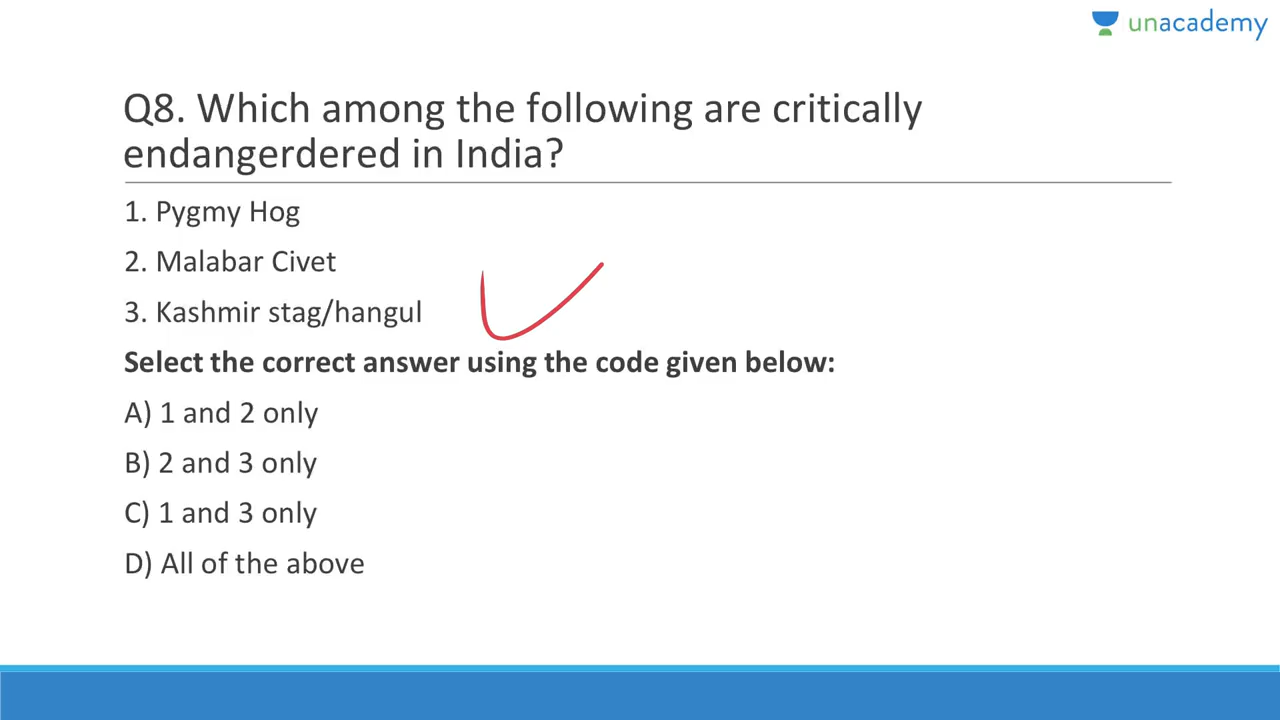 unacademy
Q8. Which among the following are critically
endangerdered in India?
1. Pygmy Hog
2. Malabar Civet
3. Kashmir stag/hangul
Select the correct answer using the code given below:
A) 1 and 2 only
B) 2 and 3 only
C) 1 and 3 only
D) All of the above